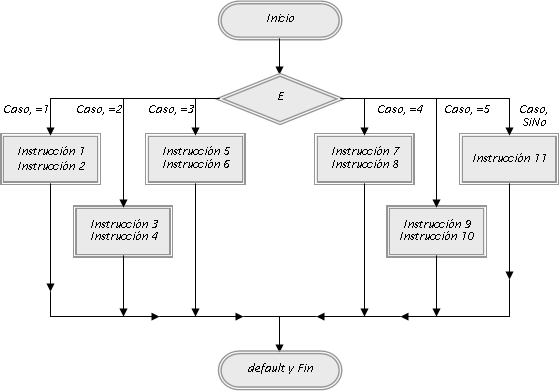 Inicio
E
Caso, =1
Caso, =2
Caso, =3
Caso, =4
Caso, =5
Caso,
SiNo
Instrucción 1
Instrucción 2
Instrucción 5
Instrucción 6
Instrucción 7
Instrucción 8
Instrucción 11
Instrucción 3
Instrucción 4
Instrucción 9
Instrucción 10
default y Fin